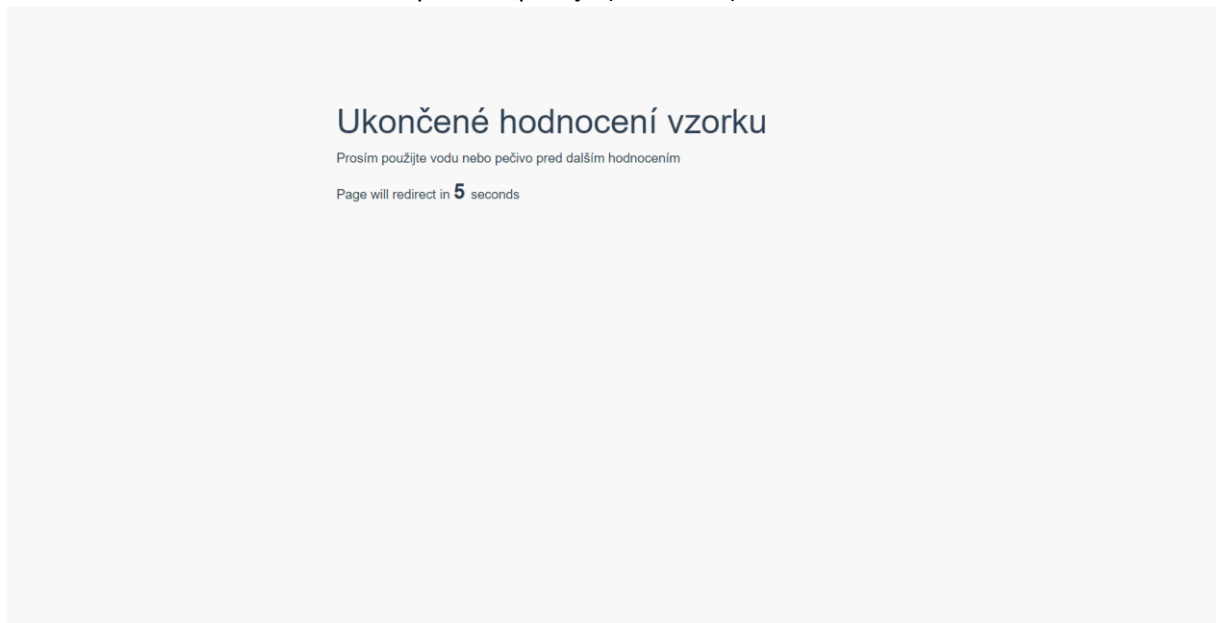 Ukončené hodnocení vzorku
Prosím použijte vodu nebo pečivo pred dalším hodnocením
Page will redirect in 5 seconds